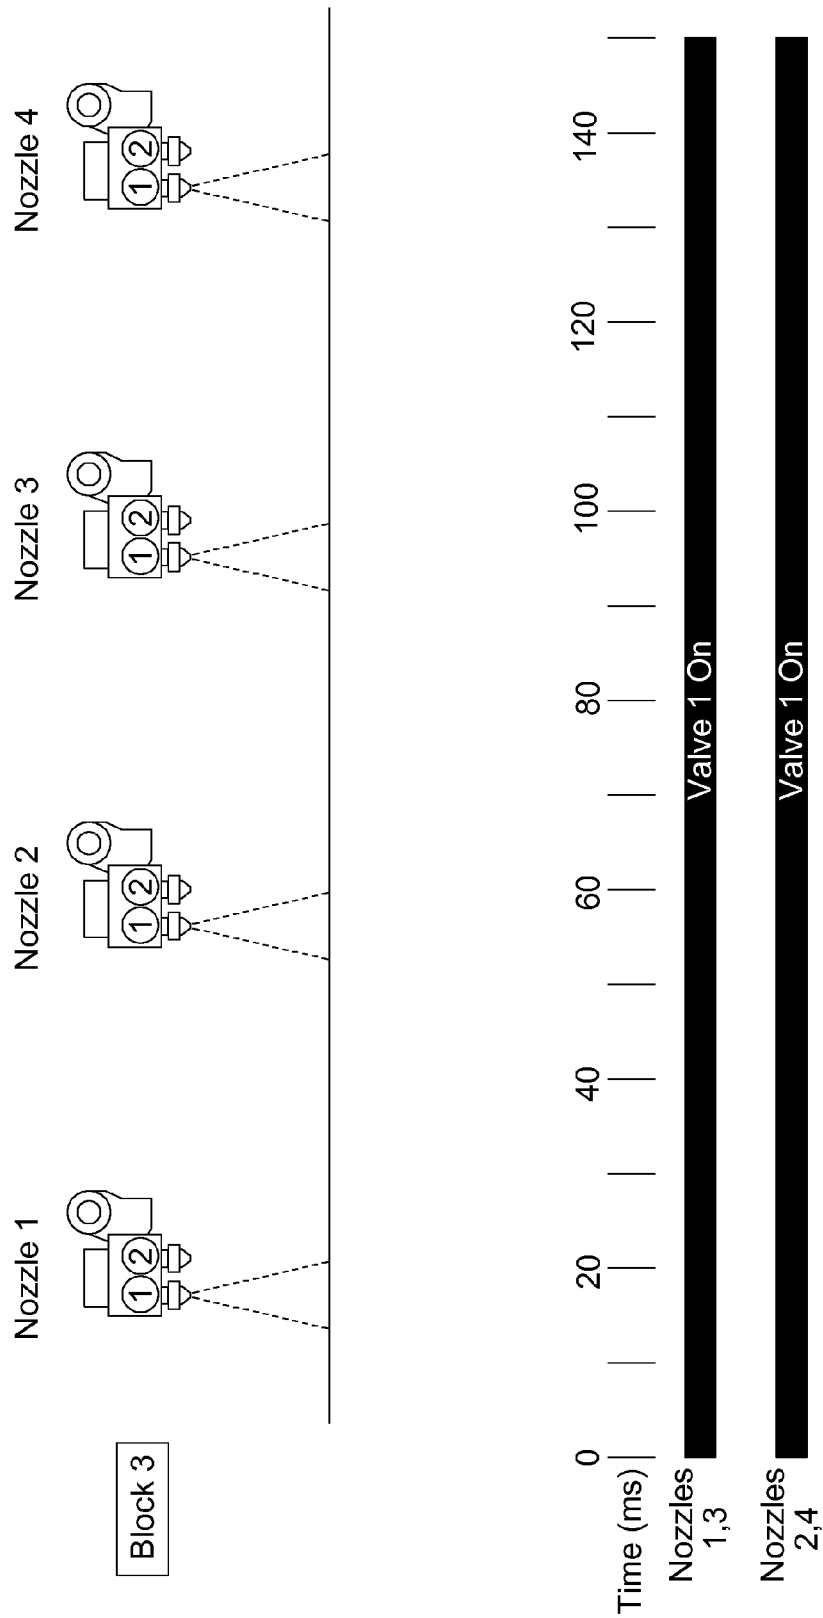 Nozzle 1
Nozzle 2
Nozzle 3
Nozzle 4
Block 3
1 2
1 2
1 2
1 2
Time (ms)
0
20
40
60
80
100
120
140
Nozzles
1,3
Valve 1 On
Nozzles
2,4
Valve 1 On